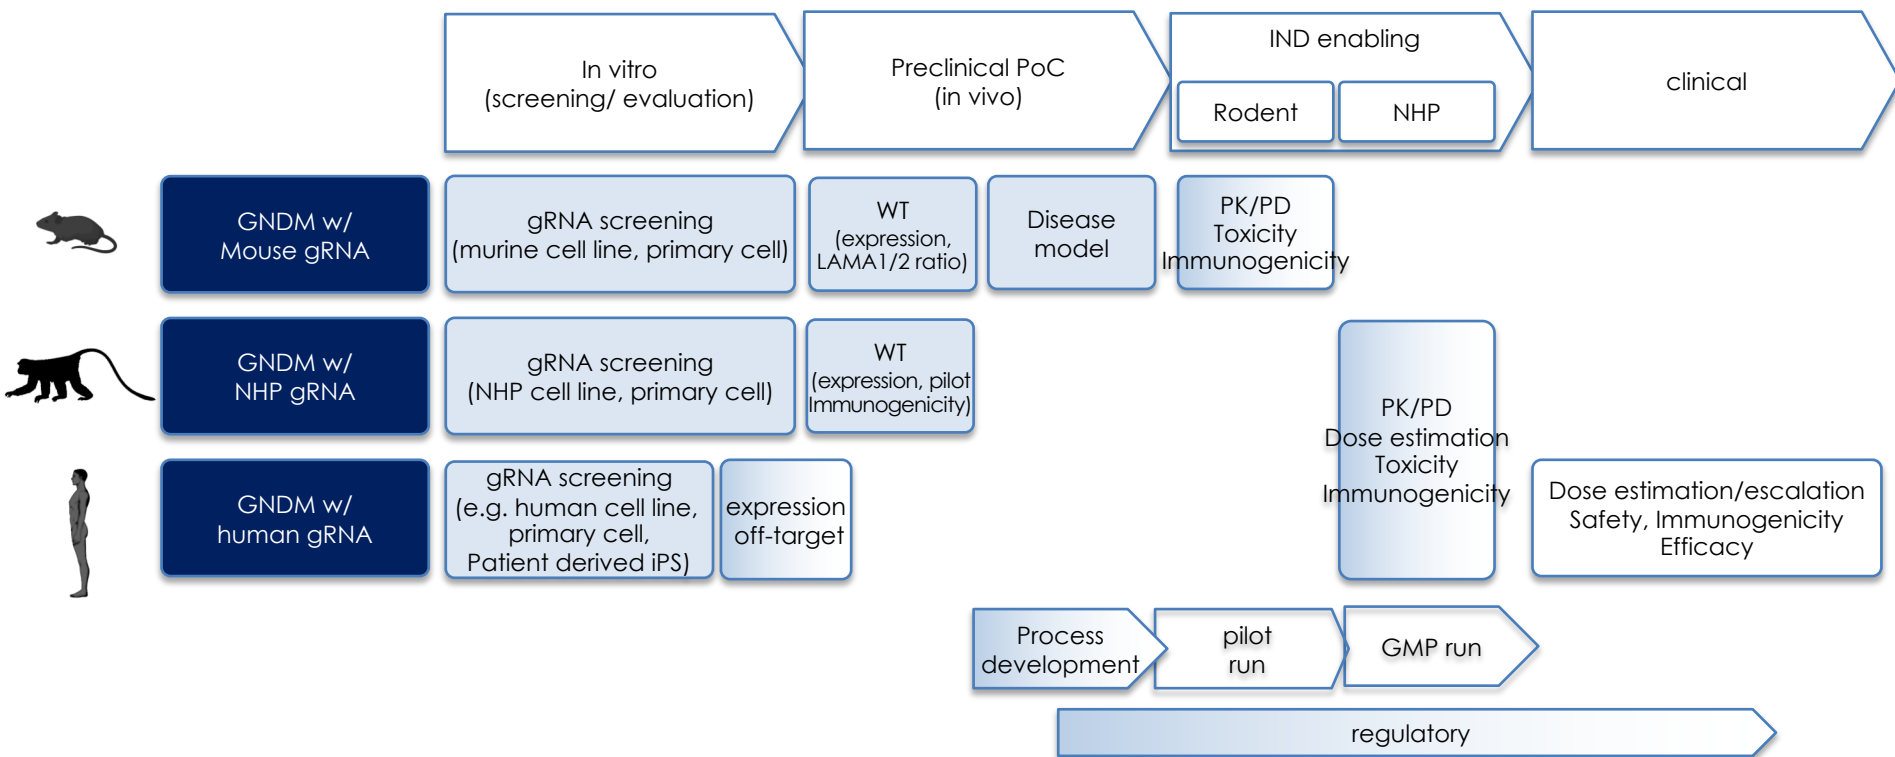 In vitro
(screening/ evaluation)
Preclinical PoC
(in vivo)
IND enabling
Rodent
NHP
clinical
GNDM w/
Mouse gRNA
gRNA screening
(murine cell line, primary cell)
WT
(expression,
LAMA1/2 ratio)
Disease
model
PK/PD
Toxicity
Immunogenicity
GNDM w/
NHP gRNA
gRNA screening
(NHP cell line, primary cell)
WT
(expression, pilot
Immunogenicity)
PK/PD
Dose estimation
Toxicity
Immunogenicity
GNDM w/
human gRNA
gRNA screening
(e.g. human cell line,
primary cell,
Patient derived iPS)
expression
off-target
Dose estimation/escalation
Safety, Immunogenicity
Efficacy
Process
development
pilot
run
GMP run
regulatory